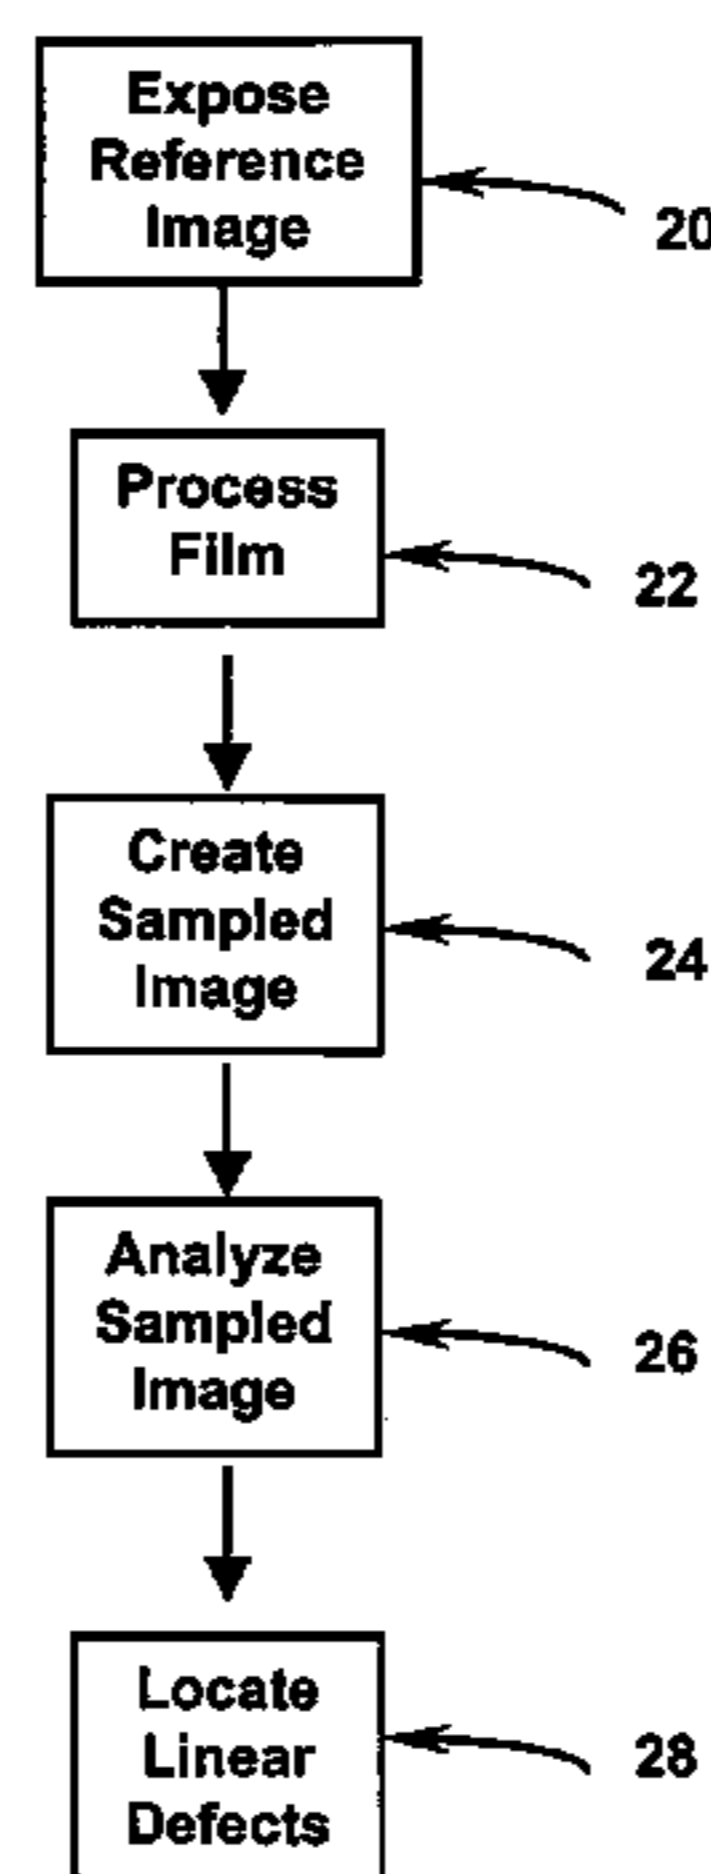 Expose
Reference
Image
20
Process
Film
22
Create
Sampled
Image
24
Analyze
Sampled
Image
26
Locate
Linear
Defects
28